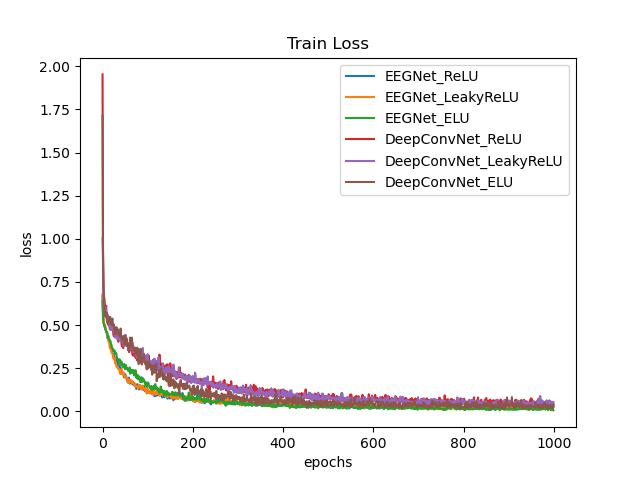 Train Loss
2.00
1.75
1.50
1.25
1.00
0.75
0.50
0.25
0.00
loss
EEGNet_ReLU
EEGNet_LeakyReLU
EEGNet_ELU
DeepConvNet_ReLU
DeepConvNet_LeakyReLU
DeepConvNet_ELU
0 200 400 600 800 1000
epochs